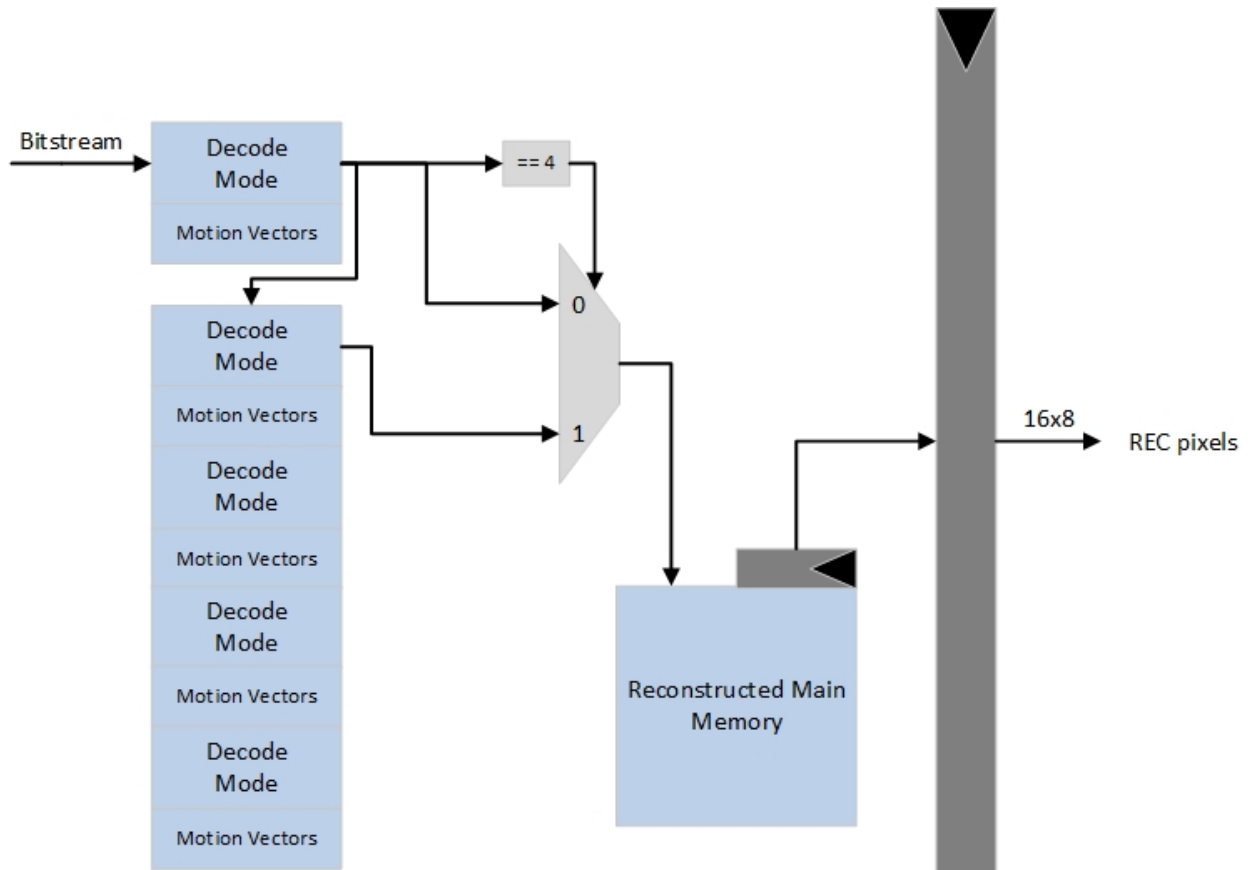 Bitstream
Decode
Mode
Motion Vectors
== 4
0
1
Decode
Mode
Motion Vectors
Decode
Mode
Motion Vectors
Decode
Mode
Motion Vectors
Decode
Mode
Motion Vectors
Reconstructed Main
Memory
16x8
REC pixels